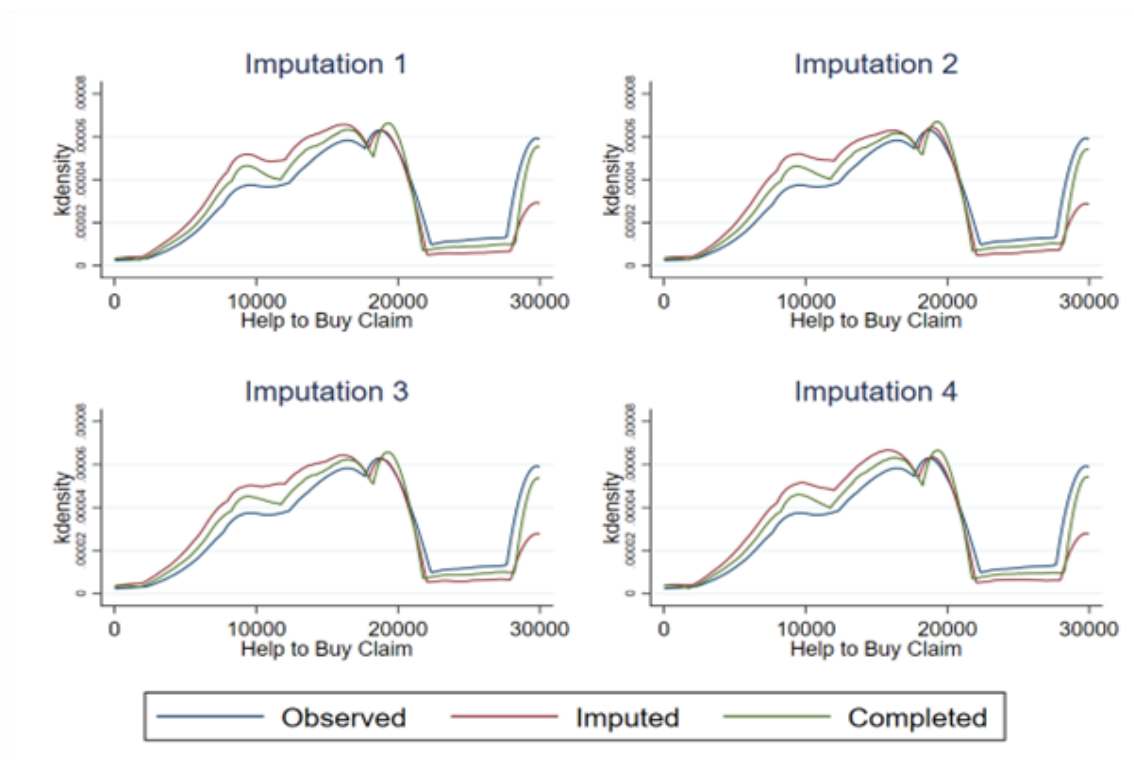 Imputation 1
kdensity
0 .00002 .00004 .00006 .00008
0 10000 20000 30000
Help to Buy Claim
Imputation 2
kdensity
0 .00002 .00004 .00006 .00008
0 10000 20000 30000
Help to Buy Claim
Imputation 3
kdensity
0 .00002 .00004 .00006 .00008
0 10000 20000 30000
Help to Buy Claim
Imputation 4
kdensity
0 .00002 .00004 .00006 .00008
0 10000 20000 30000
Help to Buy Claim
Observed Imputed Completed